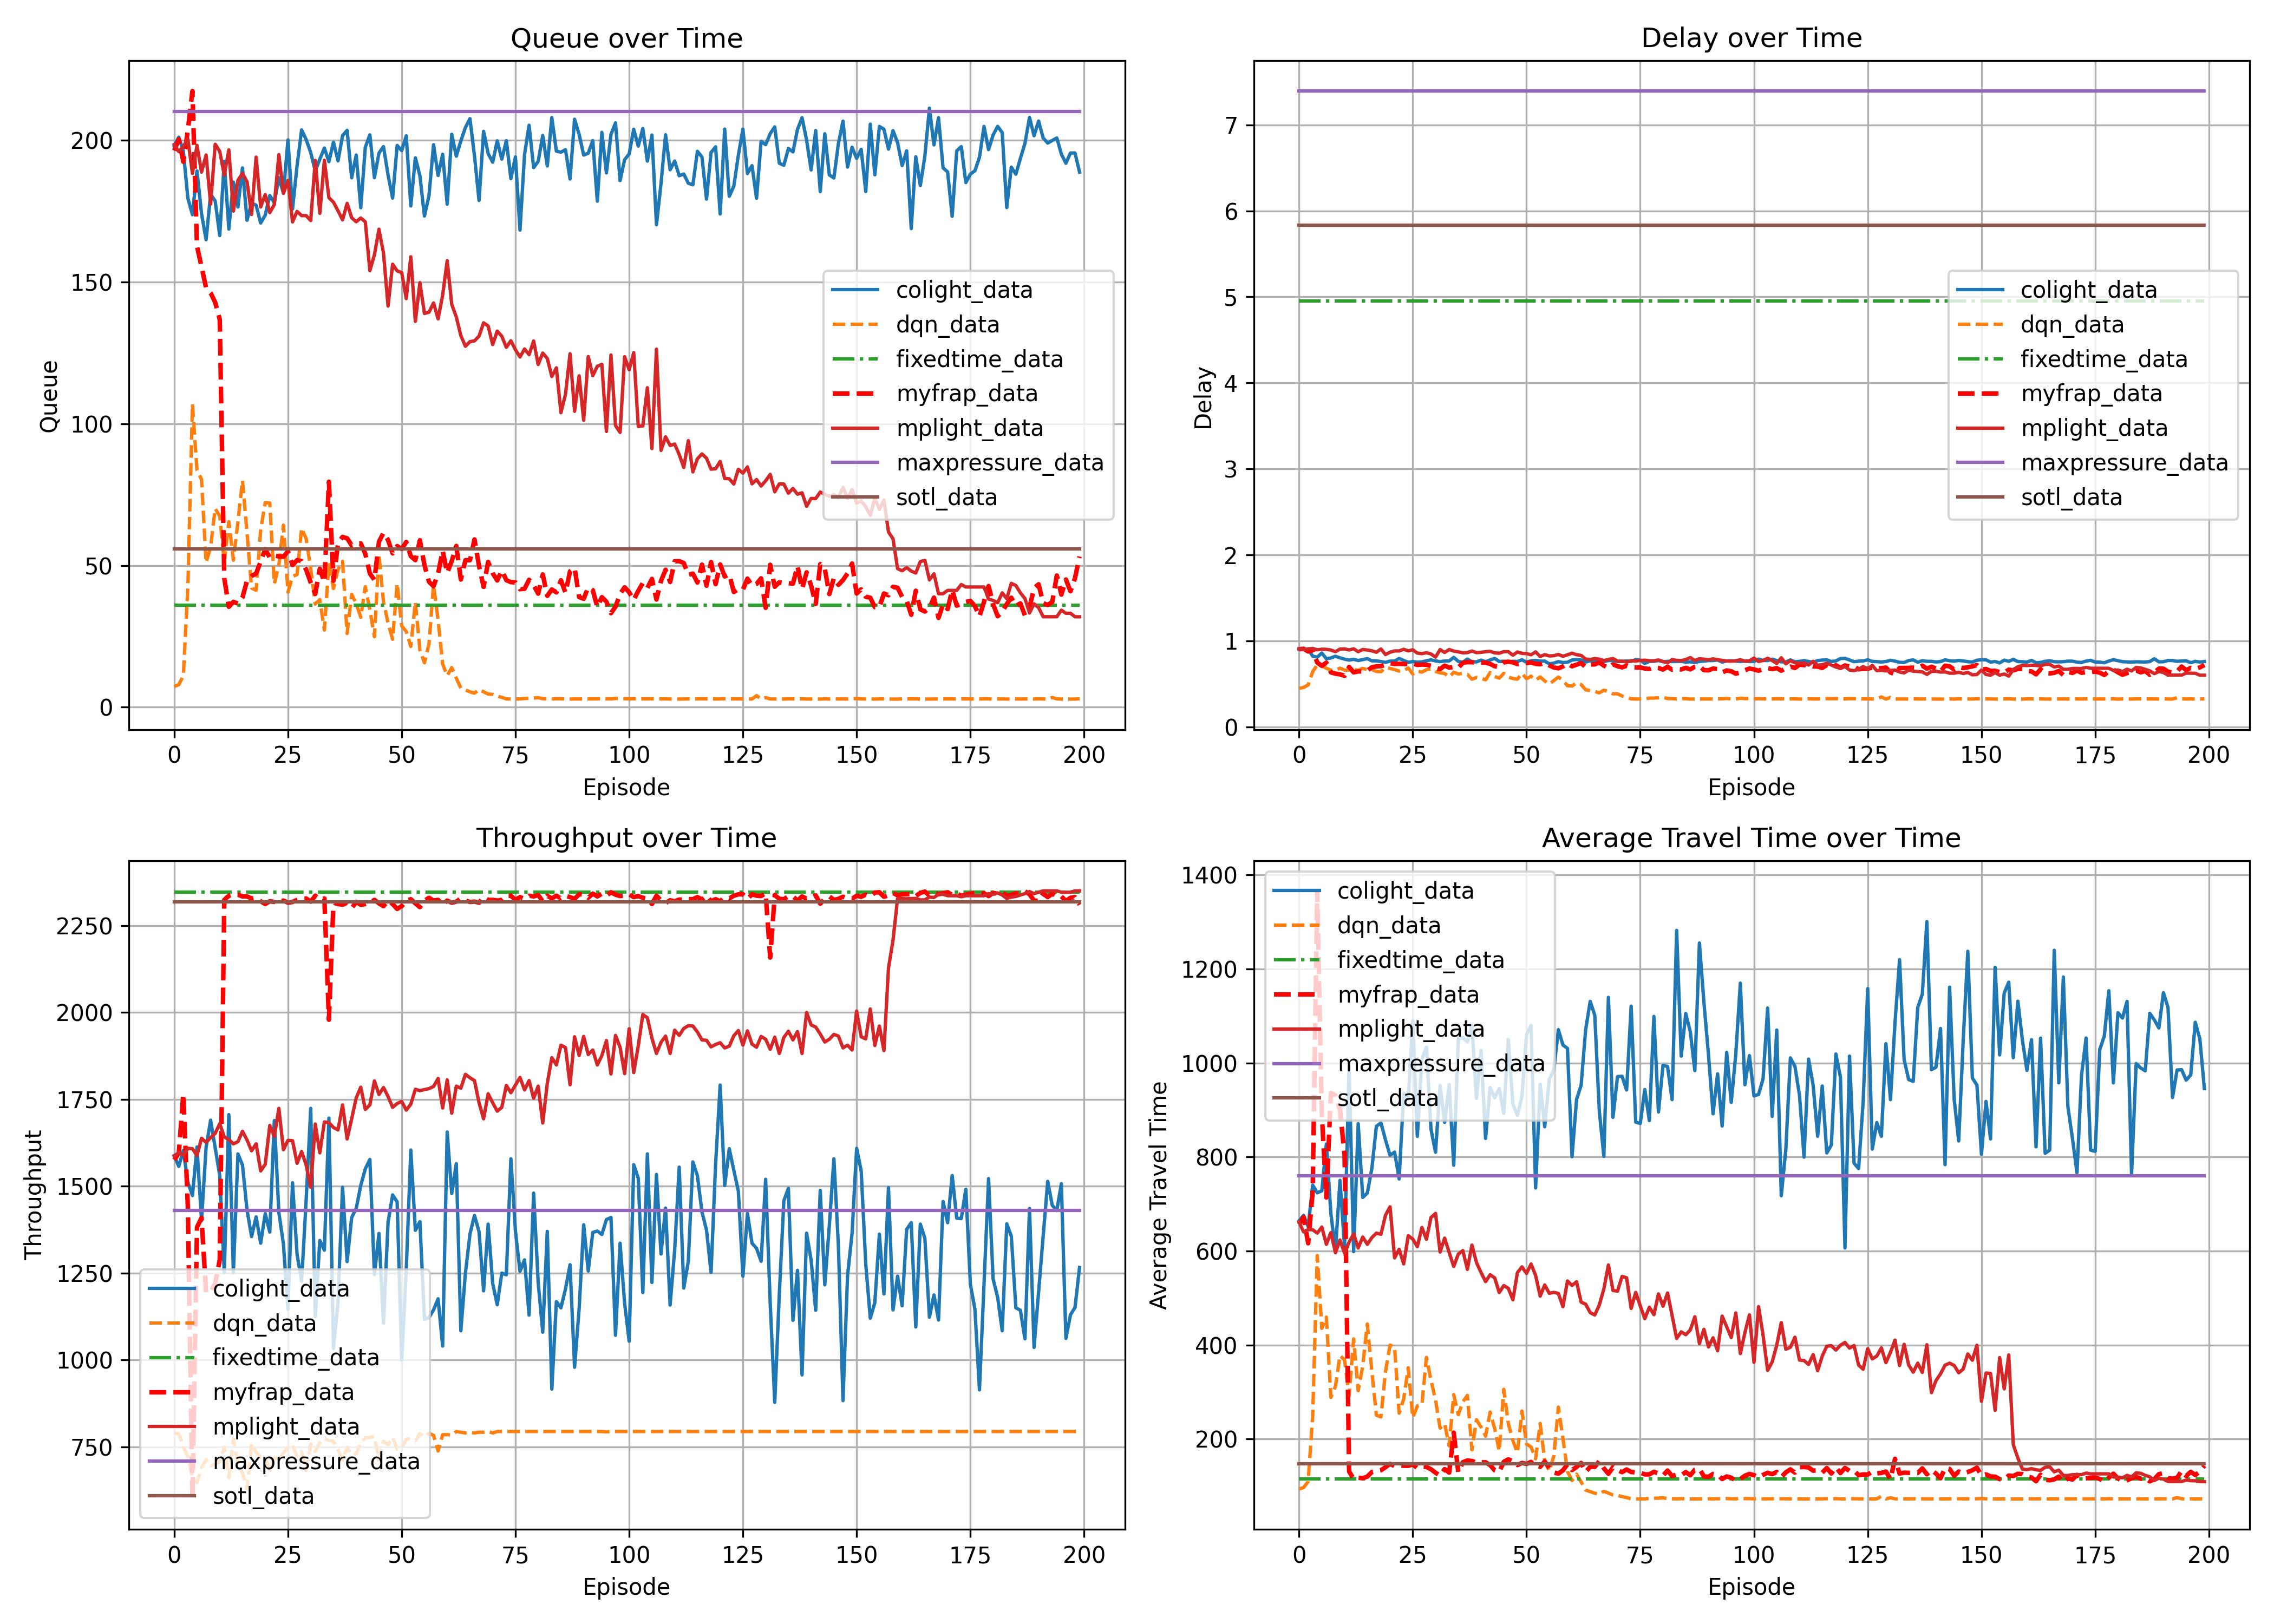 Queue over Time
Queue
200
150
100
50
0
colight_data
dqn_data
fixedtime_data
myfrap_data
mplight_data
maxpressure_data
sotl_data
0 25 50 75 100 125 150 175 200
Episode
Delay over Time
Delay
7
6
5
4
3
2
1
0
colight_data
dqn_data
fixedtime_data
myfrap_data
mplight_data
maxpressure_data
sotl_data
0 25 50 75 100 125 150 175 200
Episode
Throughput over Time
Throughput
2250
2000
1750
1500
1250
1000
750
colight_data
dqn_data
fixedtime_data
myfrap_data
mplight_data
maxpressure_data
sotl_data
0 25 50 75 100 125 150 175 200
Episode
Average Travel Time over Time
Average Travel Time
1400
1200
1000
800
600
400
200
colight_data
dqn_data
fixedtime_data
myfrap_data
mplight_data
maxpressure_data
sotl_data
0 25 50 75 100 125 150 175 200
Episode